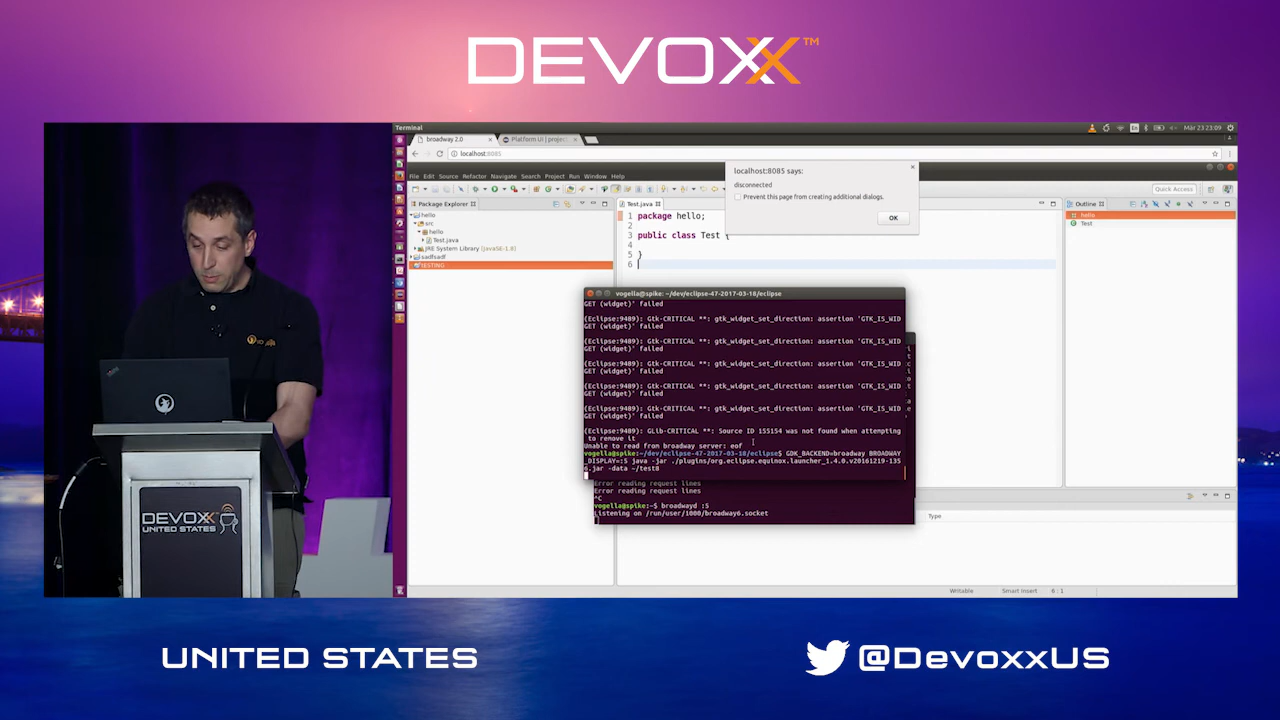 DEVOXX™
Terminal
En
Mar 23 23:09
broadway 2.0
Platform UI | projec
localhost:8085
File Edit Source Refactor Navigate Search Project Run Window Help
Quick Access
Package Explorer
hello
src
hello
Test.java
JRE System Library [JavaSE-1.8]
sadfsadf
TESTING
Test.java
1 package hello;
2
3 public class Test {
4
5 }
6
localhost:8085 says:
disconnected
Prevent this page from creating additional dialogs.
OK
Outline
hello
Test
vogella@spike: ~/dev/eclipse-47-2017-03-18/eclipse
GET (widget)' failed
(Eclipse:9489): Gtk-CRITICAL **: gtk_widget_set_direction: assertion 'GTK_IS_WID
GET (widget)' failed
(Eclipse:9489): Gtk-CRITICAL **: gtk_widget_set_direction: assertion 'GTK_IS_WID
GET (widget)' failed
(Eclipse:9489): Gtk-CRITICAL **: gtk_widget_set_direction: assertion 'GTK_IS_WID
GET (widget)' failed
(Eclipse:9489): Gtk-CRITICAL **: gtk_widget_set_direction: assertion 'GTK_IS_WID
GET (widget)' failed
(Eclipse:9489): Gtk-CRITICAL **: gtk_widget_set_direction: assertion 'GTK_IS_WID
GET (widget)' failed
(Eclipse:9489): GLib-CRITICAL **: Source ID 155154 was not found when attempting
to remove it
Unable to read from broadway server: eof
vogella@spike:~/dev/eclipse-47-2017-03-18/eclipse$ GDK_BACKEND=broadway BROADWAY
_DISPLAY=:5 java -jar ./plugins/org.eclipse.equinox.launcher_1.4.0.v20161219-135
6.jar -data ~/test8
Error reading request lines
Error reading request lines
^C
vogella@spike:~$ broadwayd :5
Listening on /run/user/1000/broadway6.socket
Type
Writable
Smart Insert
6 : 1
DEVOXX
UNITED STATES
UNITED STATES
@DevoxxUS